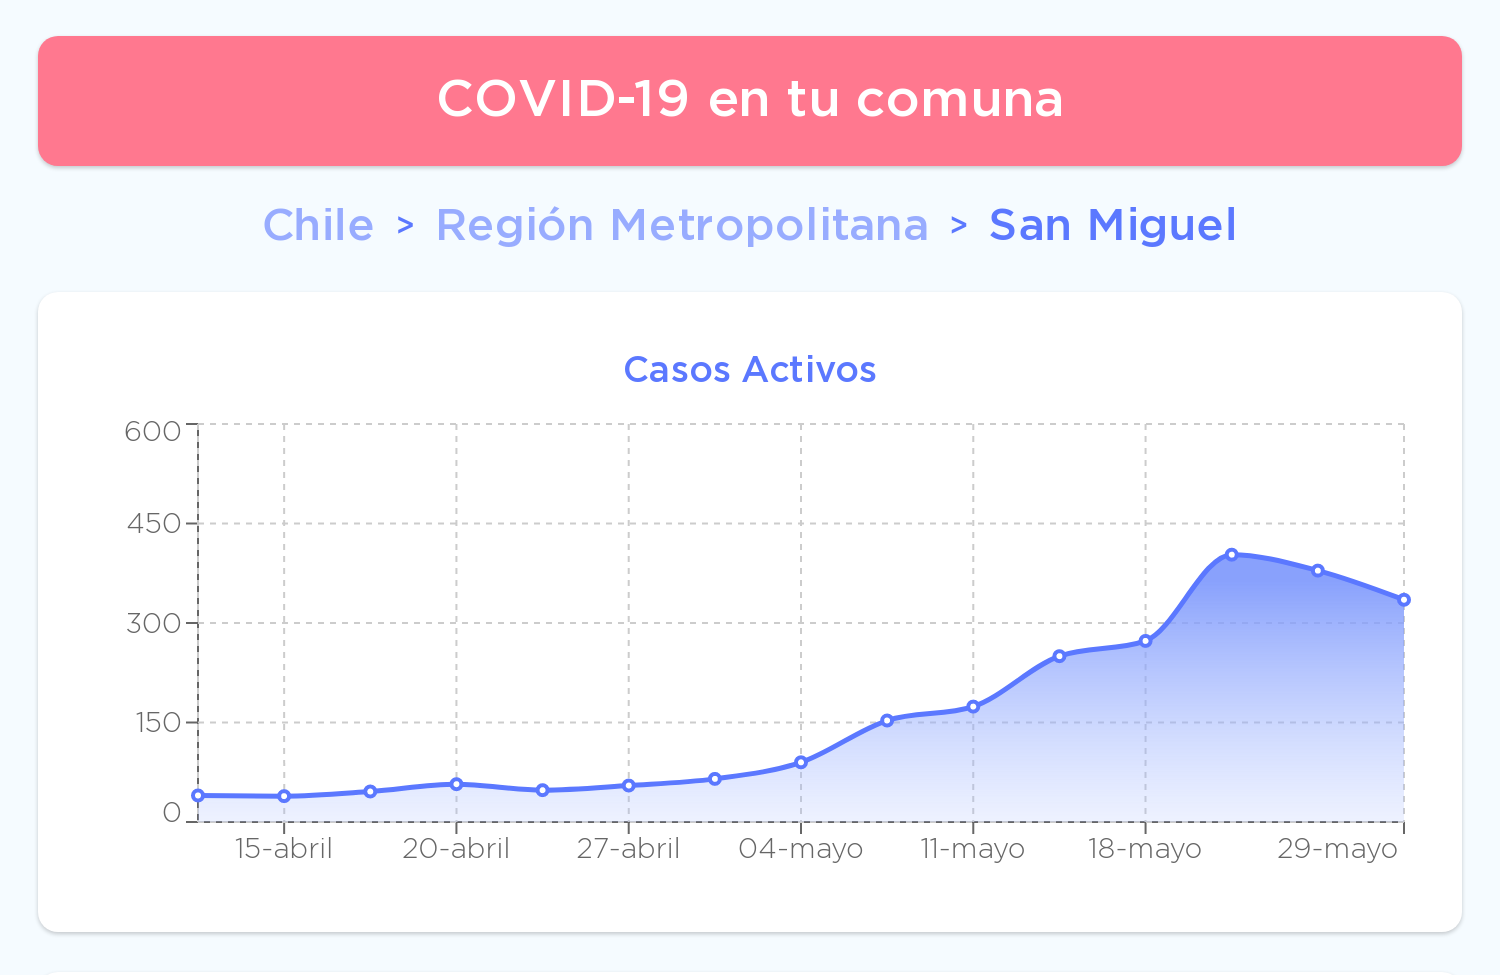 COVID-19 en tu comuna
Chile > Región Metropolitana > San Miguel
Casos Activos
600
450
300
150
0
15-abril 20-abril 27-abril 04-mayo 11-mayo 18-mayo 29-mayo